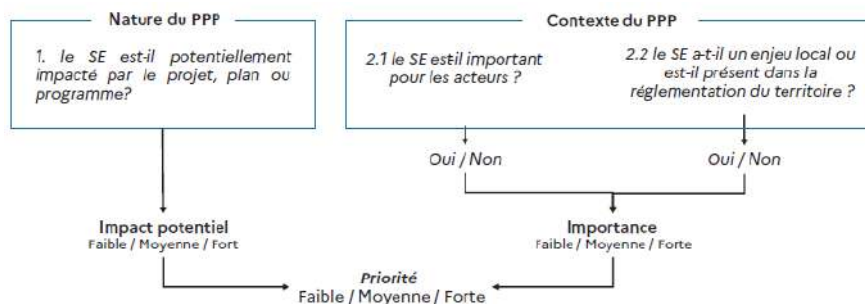 Nature du PPP
1. le SE est-il potentiellement
impacté par le projet, plan ou
programme?
Contexte du PPP
2.1 le SE est-il important
pour les acteurs ?
2.2 le SE a-t-il un enjeu local ou
est-il présent dans la
réglementation du territoire ?
Oui / Non
Oui / Non
Impact potentiel
Faible / Moyenne / Fort
Importance
Faible / Moyenne / Forte
Priorité
Faible / Moyenne / Forte